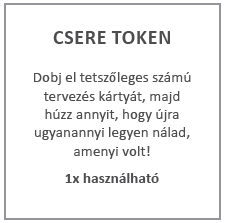 CSERE TOKEN
Dobj el tetszőleges számú
tervezés kártyát, majd
húzz annyit, hogy újra
ugyanannyi legyen nálad,
amenyi volt!
1x használható